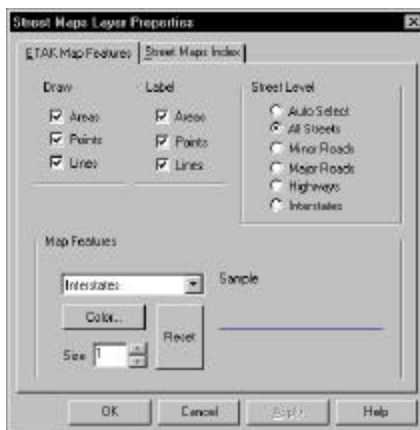 Street Maps Layer Properties
ETAK Map Features
Street Maps Index
Draw
Areas
Points
Lines
Label
Areas
Points
Lines
Street Level
Auto Select
All Streets
Minor Roads
Major Roads
Highways
Interstates
Map Features
Interstates
Color...
Size 1
Reset
Sample
OK
Cancel
Apply
Help